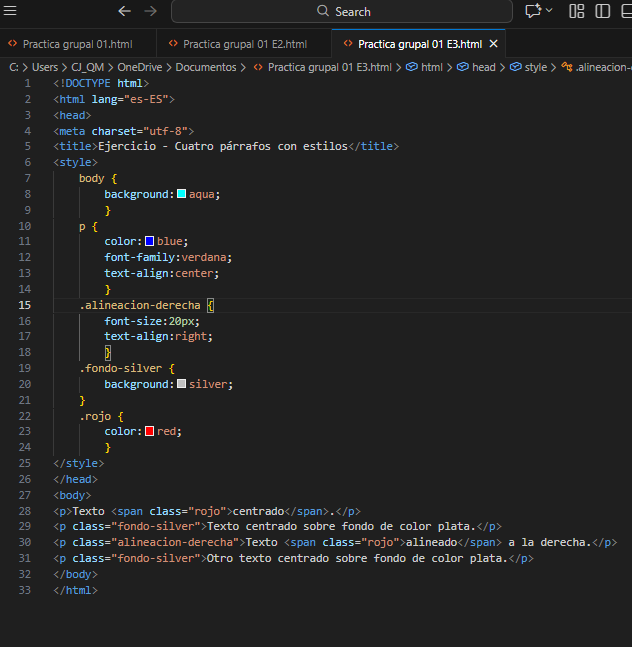 Search
Practica grupal 01.html
Practica grupal 01 E2.html
Practica grupal 01 E3.html
C: > Users > CJ_QM > OneDrive > Documentos > Practica grupal 01 E3.html > html > head > style > .alineacion-
1 <!DOCTYPE html>
2 <html lang="es-ES">
3 <head>
4 <meta charset="utf-8">
5 <title>Ejercicio - Cuatro párrafos con estilos</title>
6 <style>
7 body {
8 background:aqua;
9 }
10 p {
11 color:blue;
12 font-family:verdana;
13 text-align:center;
14 }
15 .alineacion-derecha {
16 font-size:20px;
17 text-align:right;
18 }
19 .fondo-silver {
20 background:silver;
21 }
22 .rojo {
23 color:red;
24 }
25 </style>
26 </head>
27 <body>
28 <p>Texto <span class="rojo">centrado</span>.</p>
29 <p class="fondo-silver">Texto centrado sobre fondo de color plata.</p>
30 <p class="alineacion-derecha">Texto <span class="rojo">alineado</span> a la derecha.</p>
31 <p class="fondo-silver">Otro texto centrado sobre fondo de color plata.</p>
32 </body>
33 </html>